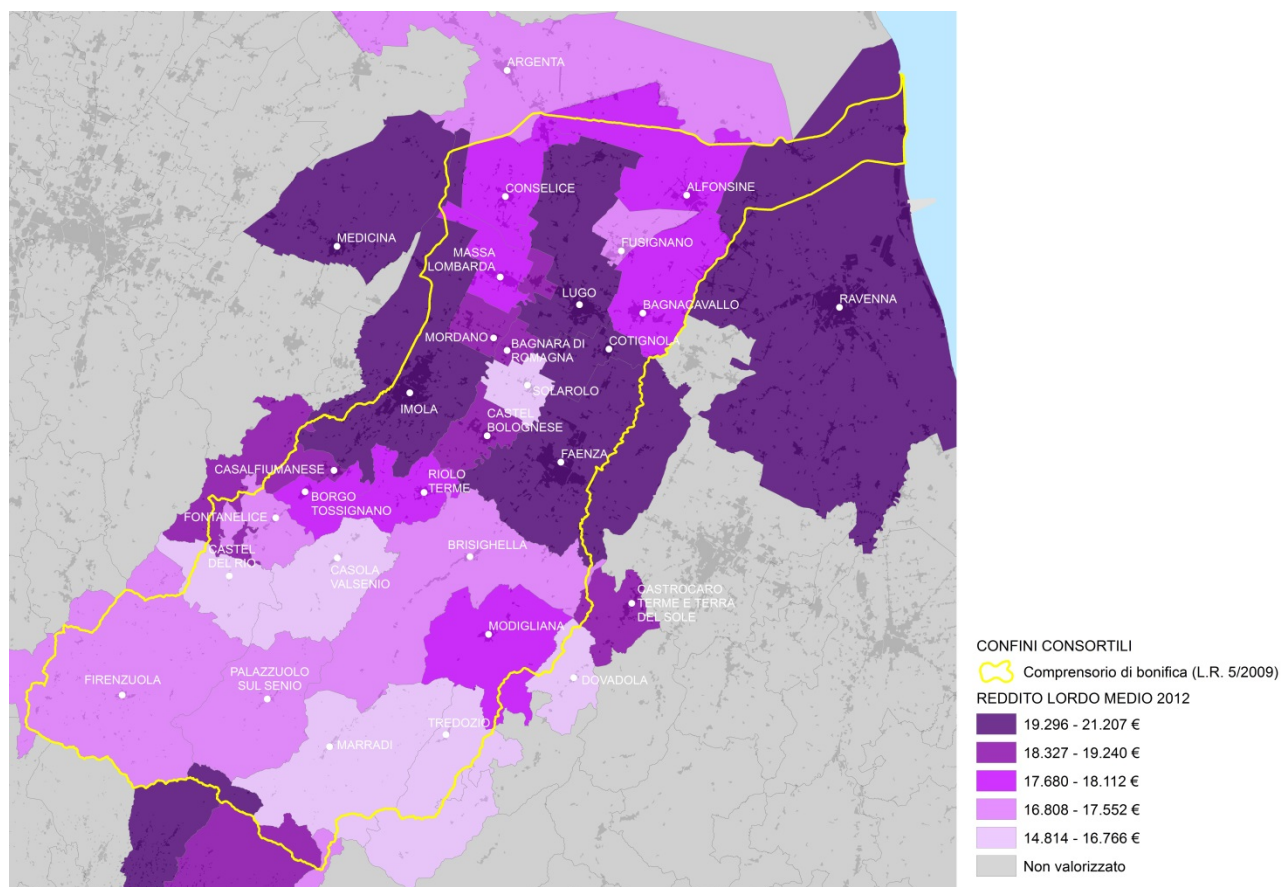 ARGENTA
CONSELICE
ALFONSINE
MEDICINA
FUSIGNANO
MASSA
LOMBARDA
LUGO
RAVENNA
BAGNACAVALLO
MORDANO
BAGNARA DI
ROMAGNA
COTIGNOLA
SOLAROLO
IMOLA
CASTEL
BOLOGNESE
FAENZA
CASALFIUMANESE
RIOLO
TERME
BORGO
TOSSIGNANO
FONTANELICE
BRISIGHELLA
CASTEL
DEL RIO
CASOLA
VALSENIO
CASTROCARO
TERME E TERRA
DEL SOLE
MODIGLIANA
FIRENZUOLA
PALAZZUOLO
SUL SENIO
DOVADOLA
TREDOZIO
MARRADI
CONFINI CONSORTILI
Comprensorio di bonifica (L.R. 5/2009)
REDDITO LORDO MEDIO 2012
19.296 - 21.207 €
18.327 - 19.240 €
17.680 - 18.112 €
16.808 - 17.552 €
14.814 - 16.766 €
Non valorizzato